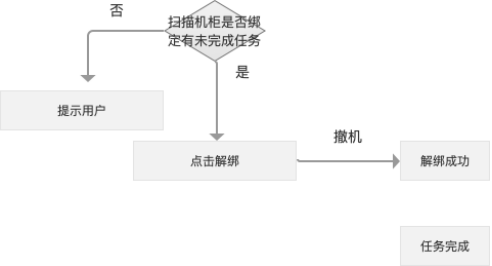 否
扫描机柜是否绑
定有未完成任务
是
提示用户
撤机
点击解绑
解绑成功
任务完成